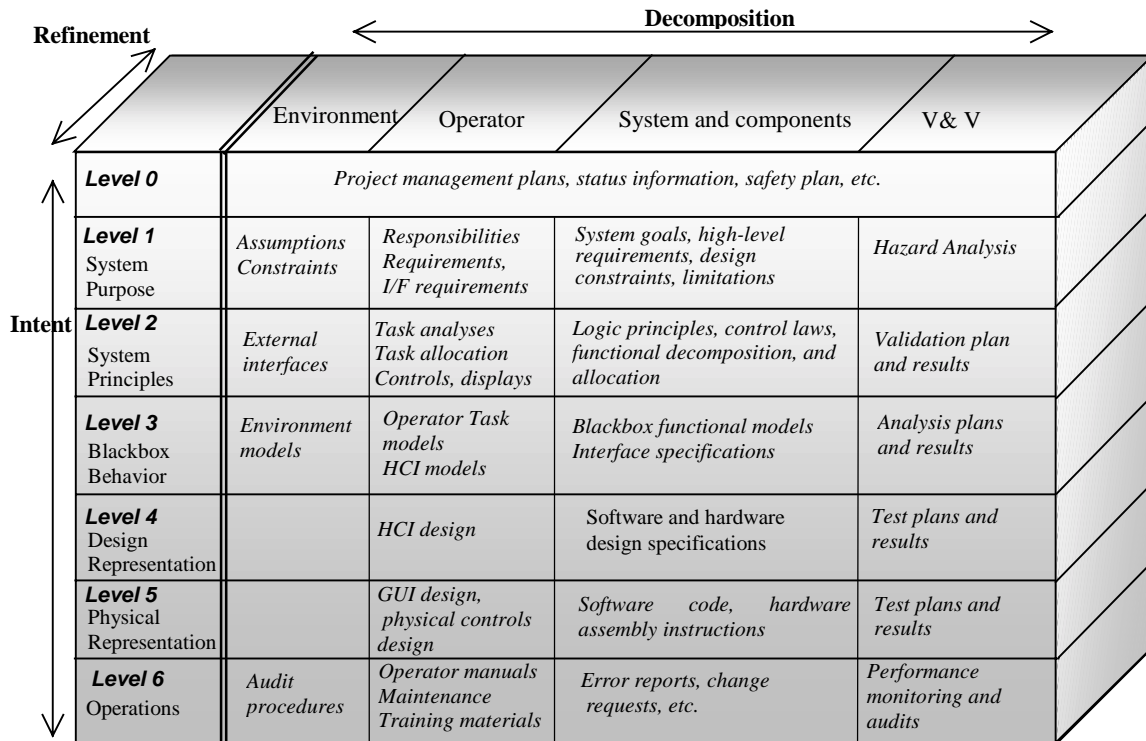 Decomposition
Refinement
Environment
Operator
System and components
V& V
Level 0
Project management plans, status information, safety plan, etc.
Intent
Level 1
System
Purpose
Assumptions
Constraints
Responsibilities
Requirements,
I/F requirements
System goals, high-level
requirements, design
constraints, limitations
Hazard Analysis
Level 2
System
Principles
External
interfaces
Task analyses
Task allocation
Controls, displays
Logic principles, control laws,
functional decomposition, and
allocation
Validation plan
and results
Level 3
Blackbox
Behavior
Environment
models
Operator Task
models
HCI models
Blackbox functional models
Interface specifications
Analysis plans
and results
Level 4
Design
Representation
HCI design
Software and hardware
design specifications
Test plans and
results
Level 5
Physical
Representation
GUI design,
physical controls
design
Software code, hardware
assembly instructions
Test plans and
results
Level 6
Operations
Audit
procedures
Operator manuals
Maintenance
Training materials
Error reports, change
requests, etc.
Performance
monitoring and
audits